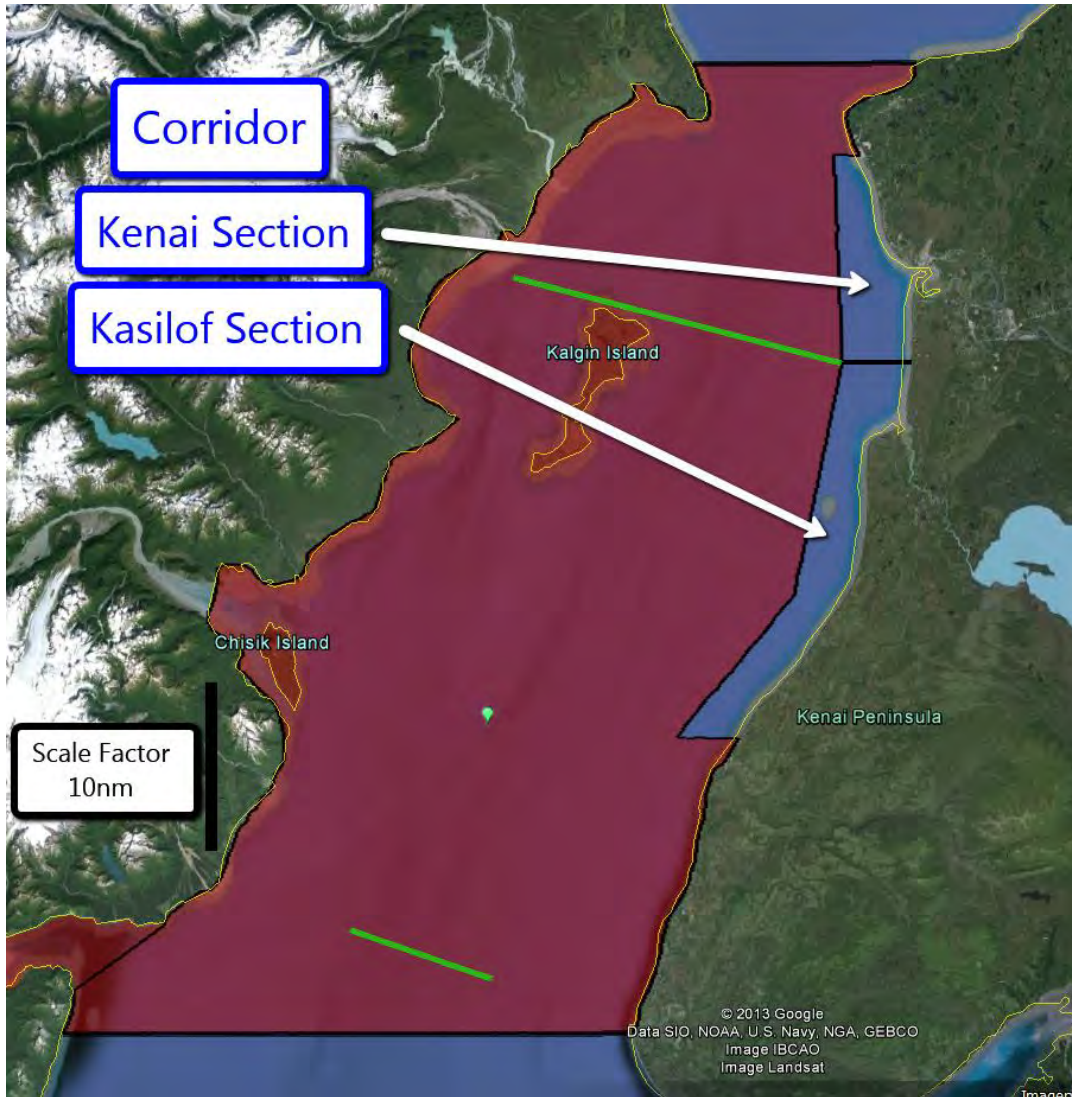 Corridor
Kenai Section
Kasilof Section
Kalgin Island
Chisik Island
Kenai Peninsula
Scale Factor
10nm
© 2013 Google
Data SIO, NOAA, U.S. Navy, NGA, GEBCO
Image IBCAO
Image Landsat